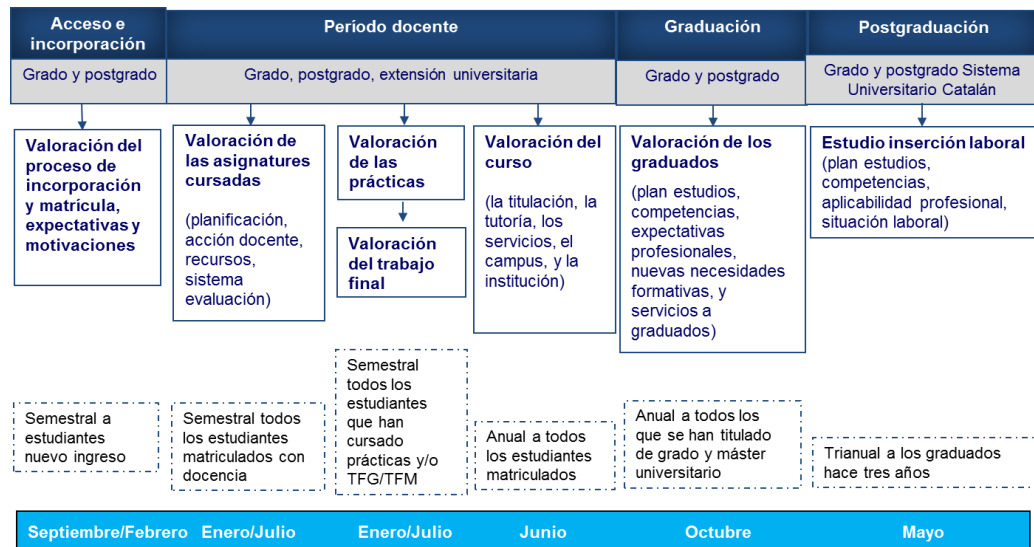 Acceso e
incorporación
Período docente
Graduación
Postgraduación
Grado y postgrado
Grado, postgrado, extensión universitaria
Grado y postgrado
Grado y postgrado Sistema
Universitario Catalán
Valoración del
proceso de
incorporación
y matrícula,
expectativas y
motivaciones
Valoración de
las asignatures
cursadas
(planificación,
acción docente,
recursos,
sistema
evaluación)
Valoración
de las
prácticas
Valoración
del trabajo
final
Valoración del
curso
(la titulación, la
tutoría, los
servicios, el
campus, y la
institución)
Valoración de los
graduados
(plan estudios,
competencias,
expectativas
profesionales,
nuevas necesidades
formativas, y
servicios a
graduados)
Estudio inserción laboral
(plan estudios,
competencias,
aplicabilidad profesional,
situación laboral)
Semestral a
estudiantes
nuevo ingreso
Semestral todos
los estudiantes
matriculados con
docencia
Semestral
todos los
estudiantes
que han
cursado
prácticas y/o
TFG/TFM
Anual a todos
los estudiantes
matriculados
Anual a todos los
que se han titulado
de grado y máster
universitario
Trianual a los graduados
hace tres años
Septiembre/Febrero
Enero/Julio
Enero/Julio
Junio
Octubre
Mayo